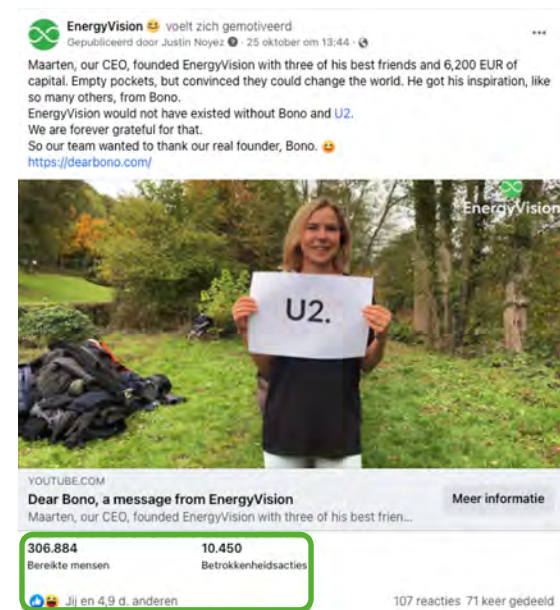 EnergyVision 😆 voelt zich gemotiveerd
Gepubliceerd door Justin Noyez · 25 oktober om 13:44 ·
Maarten, our CEO, founded EnergyVision with three of his best friends and 6,200 EUR of
capital. Empty pockets, but convinced they could change the world. He got his inspiration, like
so many others, from Bono.
EnergyVision would not have existed without Bono and U2.
We are forever grateful for that.
So our team wanted to thank our real founder, Bono. 😆
https://dearbono.com/
EnergyVision
U2.
YOUTUBE.COM
Dear Bono, a message from EnergyVision
Maarten, our CEO, founded EnergyVision with three of his best frien...
Meer informatie
306.884
Bereikte mensen
10.450
Betrokkenheidsacties
Jij en 4,9 d. anderen
107 reacties 71 keer gedeeld